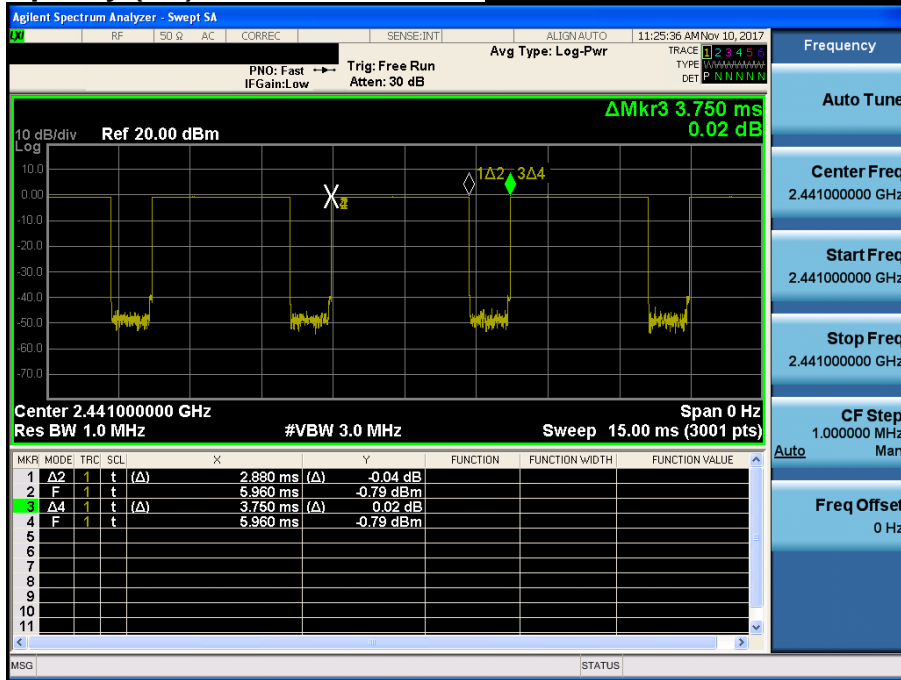 Agilent Spectrum Analyzer - Swept SA
LXI RF 50 Ω AC CORREC SENSE:INT ALIGN AUTO 11:25:36 AM Nov 10, 2017
Avg Type: Log-Pwr TRACE 1 2 3 4 5 6
PNO: Fast Trig: Free Run TYPE
IFGain:Low Atten: 30 dB DET P N N N N N
ΔMkr3 3.750 ms
0.02 dB
10 dB/div Ref 20.00 dBm
Log
10.0
0.00
-10.0
-20.0
-30.0
-40.0
-50.0
-60.0
-70.0
1Δ2 3Δ4
X
Center 2.441000000 GHz Span 0 Hz
Res BW 1.0 MHz #VBW 3.0 MHz Sweep 15.00 ms (3001 pts)
MKR MODE TRC SCL X Y FUNCTION FUNCTION WIDTH FUNCTION VALUE
1 Δ2 1 t (Δ) 2.880 ms (Δ) -0.04 dB
2 F 1 t 5.960 ms -0.79 dBm
3 Δ4 1 t (Δ) 3.750 ms (Δ) 0.02 dB
4 F 1 t 5.960 ms -0.79 dBm
5
6
7
8
9
10
11
MSG STATUS
Frequency
Auto Tune
Center Freq
2.441000000 GHz
Start Freq
2.441000000 GHz
Stop Freq
2.441000000 GHz
CF Step
1.000000 MHz
Auto Man
Freq Offset
0 Hz